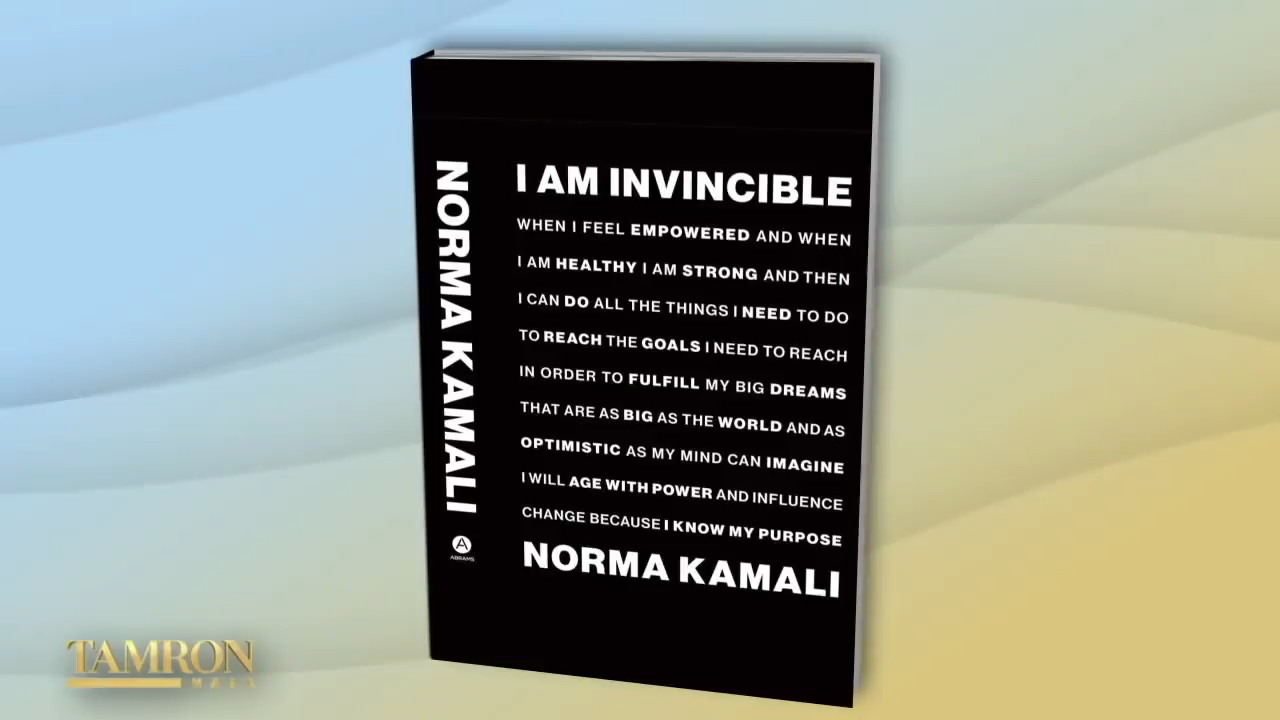 NORMA KAMALI
ABRAMS
I AM INVINCIBLE
WHEN I FEEL EMPOWERED AND WHEN
I AM HEALTHY I AM STRONG AND THEN
I CAN DO ALL THE THINGS I NEED TO DO
TO REACH THE GOALS I NEED TO REACH
IN ORDER TO FULFILL MY BIG DREAMS
THAT ARE AS BIG AS THE WORLD AND AS
OPTIMISTIC AS MY MIND CAN IMAGINE
I WILL AGE WITH POWER AND INFLUENCE
CHANGE BECAUSE I KNOW MY PURPOSE
NORMA KAMALI
TAMRON